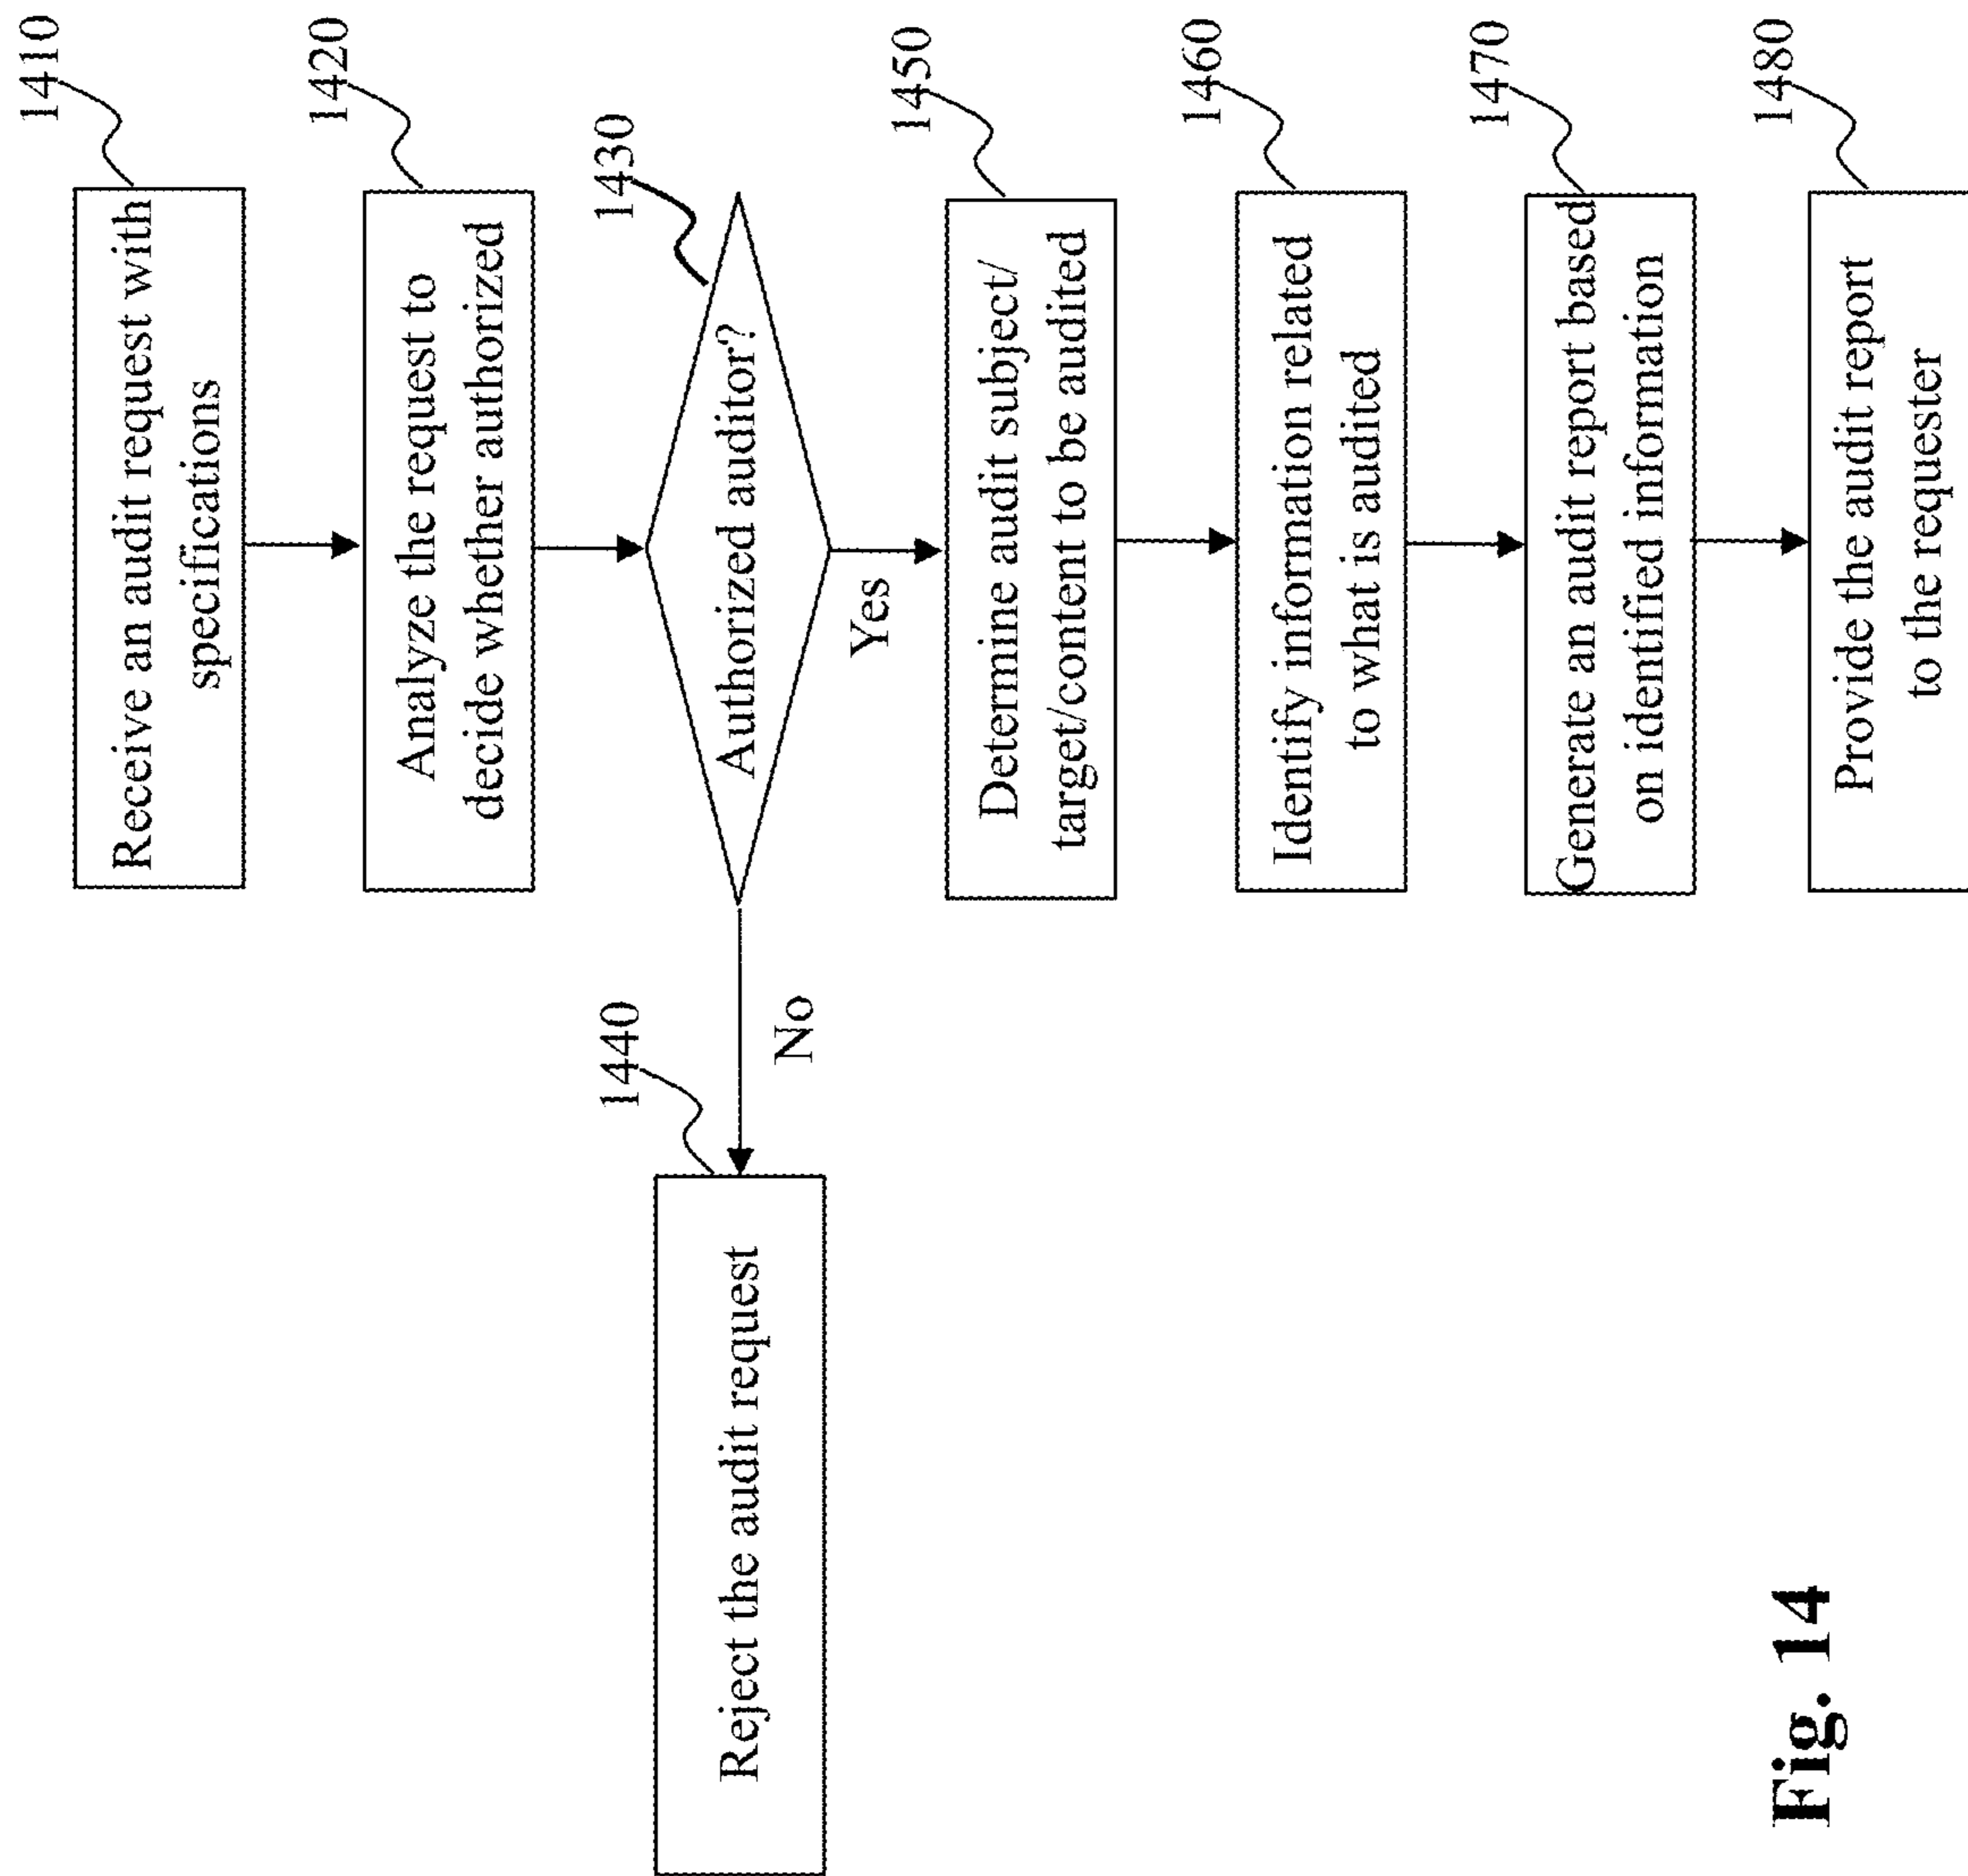 1410
Receive an audit request with
specifications
1420
Analyze the request to
decide whether authorized
1430
Authorized auditor?
Yes
No
1440
Reject the audit request
1450
Determine audit subject/
target/content to be audited
1460
Identify information related
to what is audited
1470
Generate an audit report based
on identified information
1480
Provide the audit report
to the requester
Fig. 14